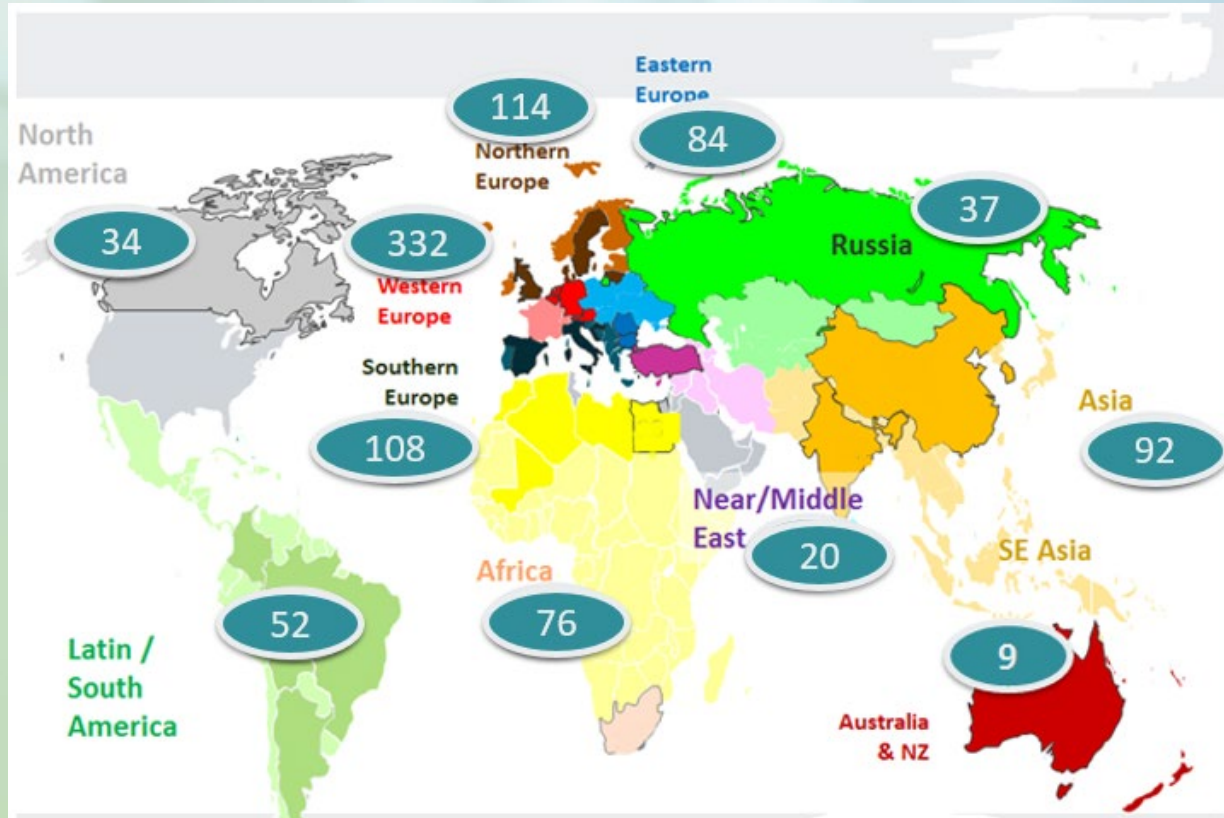 Eastern
Europe
114
84
North
America
Northern
Europe
37
34
332
Russia
Western
Europe
Southern
Europe
Asia
108
92
Near/Middle
East
20
SE Asia
Africa
52
76
9
Latin /
South
America
Australia
& NZ